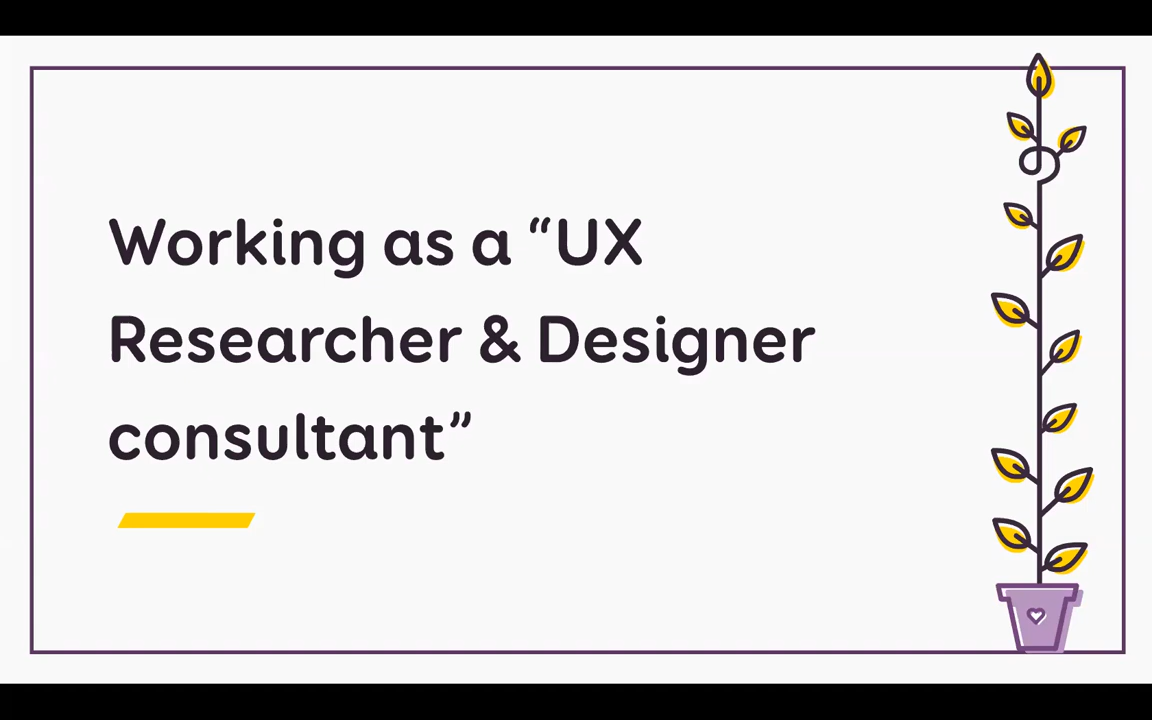 Working as a “UX
Researcher & Designer
consultant”